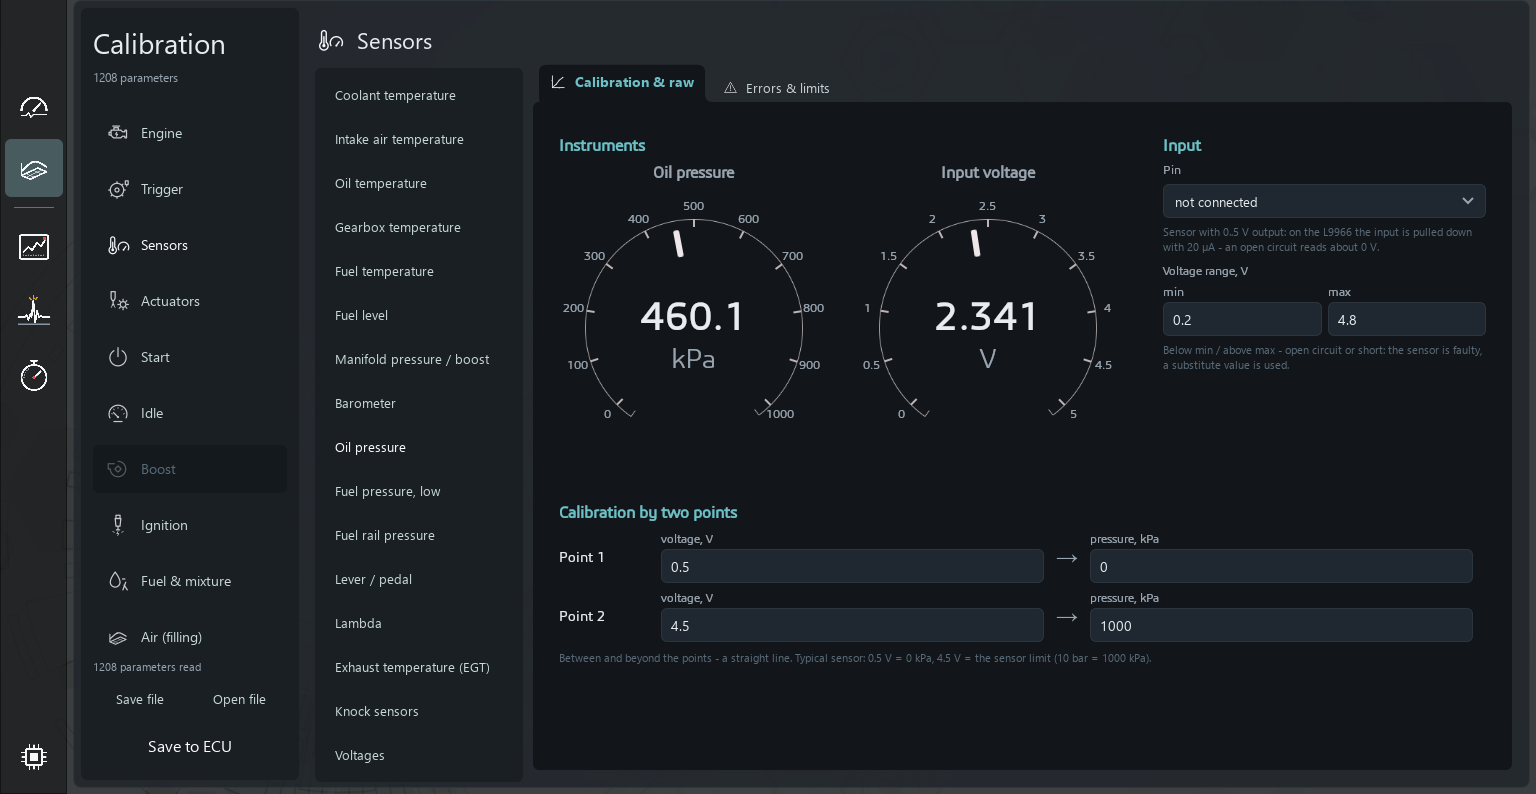 Calibration
1208 parameters
Engine
Trigger
Sensors
Actuators
Start
Idle
Boost
Ignition
Fuel & mixture
Air (filling)
1208 parameters read
Save file
Open file
Save to ECU
Sensors
Coolant temperature
Intake air temperature
Oil temperature
Gearbox temperature
Fuel temperature
Fuel level
Manifold pressure / boost
Barometer
Oil pressure
Fuel pressure, low
Fuel rail pressure
Lever / pedal
Lambda
Exhaust temperature (EGT)
Knock sensors
Voltages
Calibration & raw
Errors & limits
Instruments
Oil pressure
0
100
200
300
400
500
600
700
800
900
1000
460.1
kPa
Input voltage
0
0.5
1
1.5
2
2.5
3
3.5
4
4.5
5
2.341
V
Input
Pin
not connected
Sensor with 0..5 V output: on the L9966 the input is pulled down
with 20 µA - an open circuit reads about 0 V.
Voltage range, V
min
max
0.2
4.8
Below min / above max - open circuit or short: the sensor is faulty,
a substitute value is used.
Calibration by two points
voltage, V
pressure, kPa
Point 1
0.5
→
0
voltage, V
pressure, kPa
Point 2
4.5
→
1000
Between and beyond the points - a straight line. Typical sensor: 0.5 V = 0 kPa, 4.5 V = the sensor limit (10 bar = 1000 kPa).